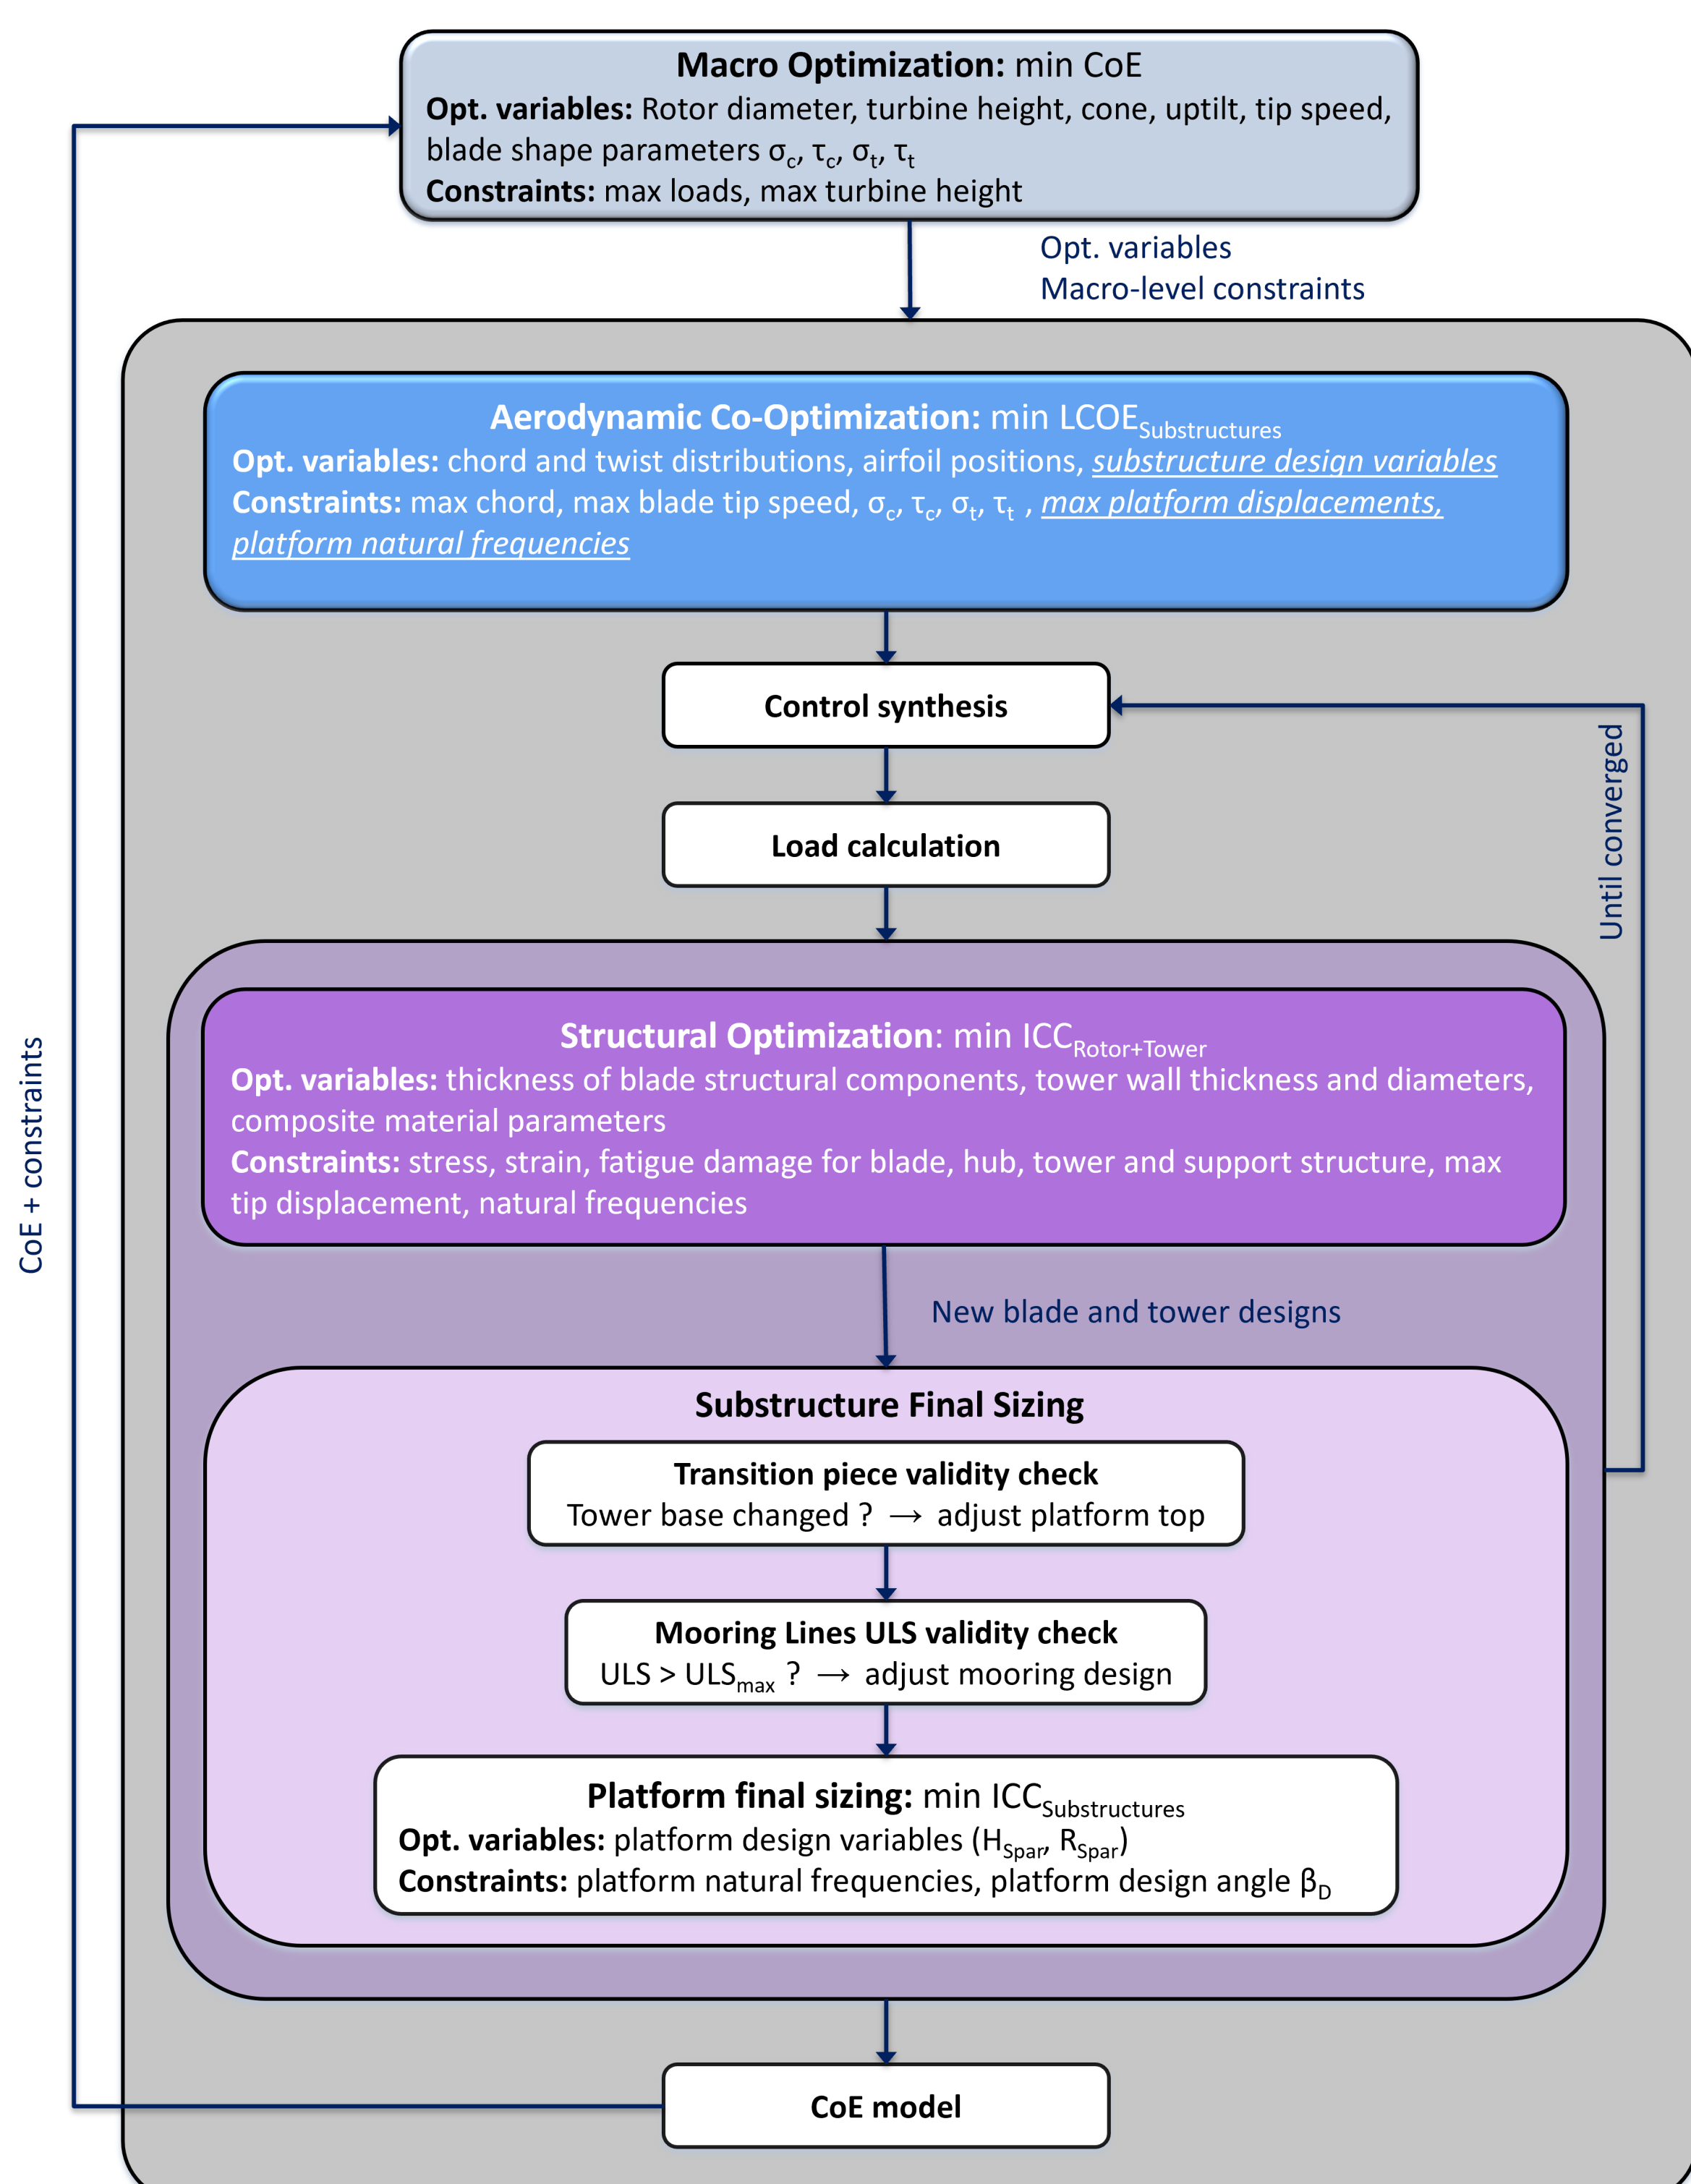 Macro Optimization: min CoE
Opt. variables: Rotor diameter, turbine height, cone, uptilt, tip speed,
blade shape parameters σc, τc, σt, τt
Constraints: max loads, max turbine height
Opt. variables
Macro-level constraints
Aerodynamic Co-Optimization: min LCOESubstructures
Opt. variables: chord and twist distributions, airfoil positions, substructure design variables
Constraints: max chord, max blade tip speed, σc, τc, σt, τt , max platform displacements,
platform natural frequencies
Control synthesis
Until converged
Load calculation
Structural Optimization: min ICCRotor+Tower
Opt. variables: thickness of blade structural components, tower wall thickness and diameters,
composite material parameters
Constraints: stress, strain, fatigue damage for blade, hub, tower and support structure, max
tip displacement, natural frequencies
CoE + constraints
New blade and tower designs
Substructure Final Sizing
Transition piece validity check
Tower base changed ? → adjust platform top
Mooring Lines ULS validity check
ULS > ULSmax ? → adjust mooring design
Platform final sizing: min ICCSubstructures
Opt. variables: platform design variables (HSpar, RSpar)
Constraints: platform natural frequencies, platform design angle βD
CoE model